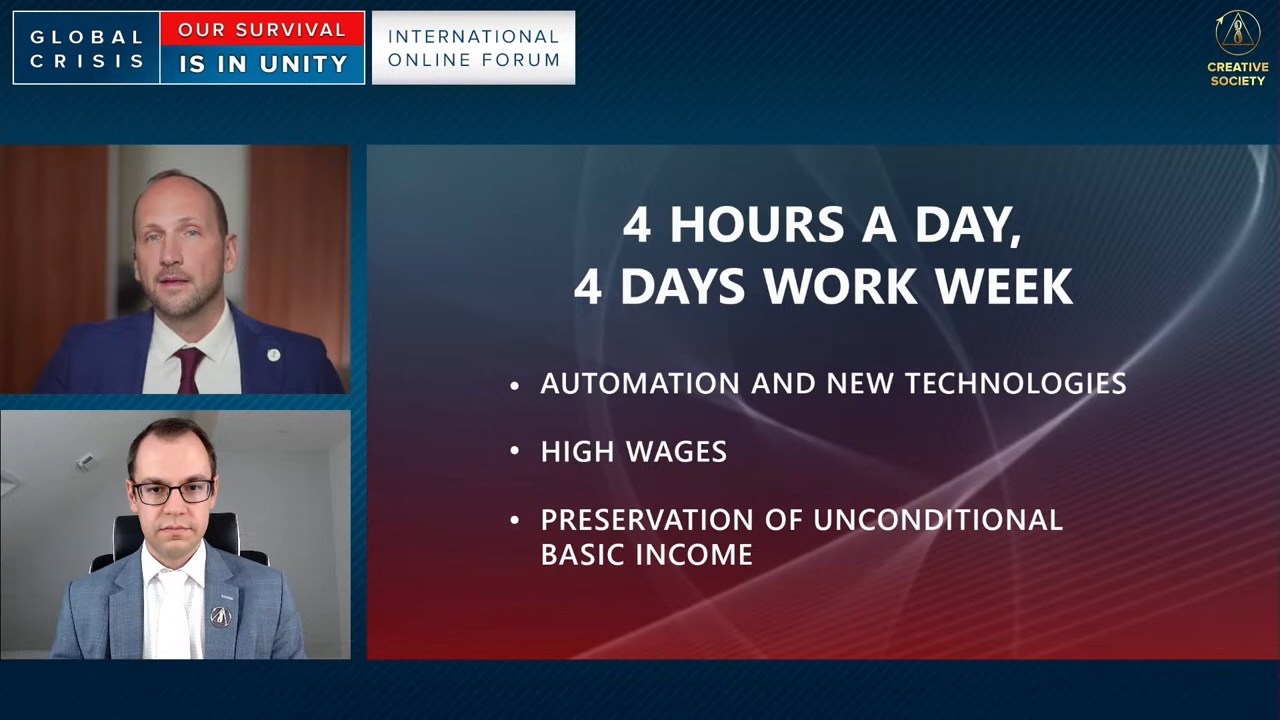 GLOBAL
CRISIS
OUR SURVIVAL
IS IN UNITY
INTERNATIONAL
ONLINE FORUM
CREATIVE
SOCIETY
4 HOURS A DAY,
4 DAYS WORK WEEK
• AUTOMATION AND NEW TECHNOLOGIES
• HIGH WAGES
• PRESERVATION OF UNCONDITIONAL
BASIC INCOME